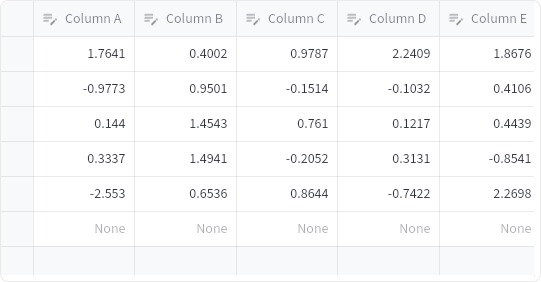 Column A Column B Column C Column D Column E
1.7641 0.4002 0.9787 2.2409 1.8676
-0.9773 0.9501 -0.1514 -0.1032 0.4106
0.144 1.4543 0.761 0.1217 0.4439
0.3337 1.4941 -0.2052 0.3131 -0.8541
-2.553 0.6536 0.8644 -0.7422 2.2698
None None None None None